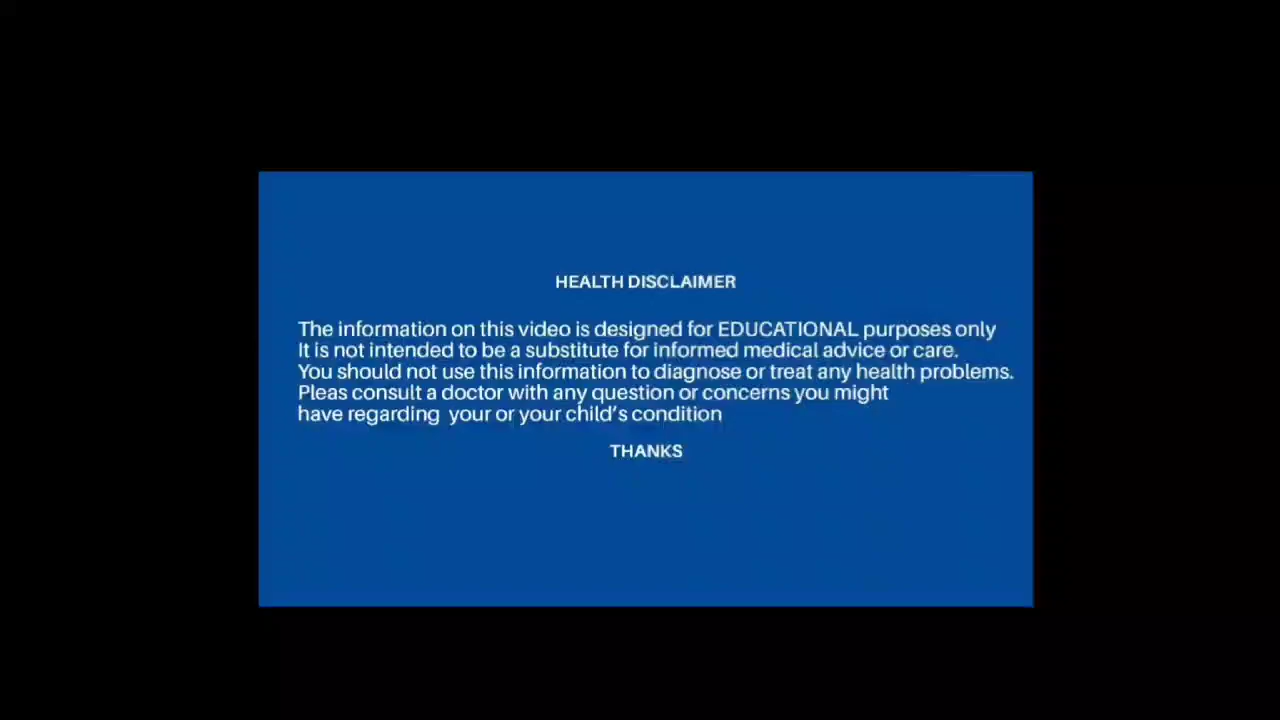 HEALTH DISCLAIMER
The information on this video is designed for EDUCATIONAL purposes only
It is not intended to be a substitute for informed medical advice or care.
You should not use this information to diagnose or treat any health problems.
Pleas consult a doctor with any question or concerns you might
have regarding  your or your child's condition
THANKS